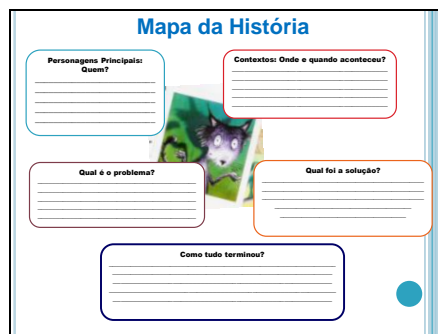 Mapa da História
Personagens Principais:
Quem?
Contextos: Onde e quando aconteceu?
Qual é o problema?
Qual foi a solução?
Como tudo terminou?